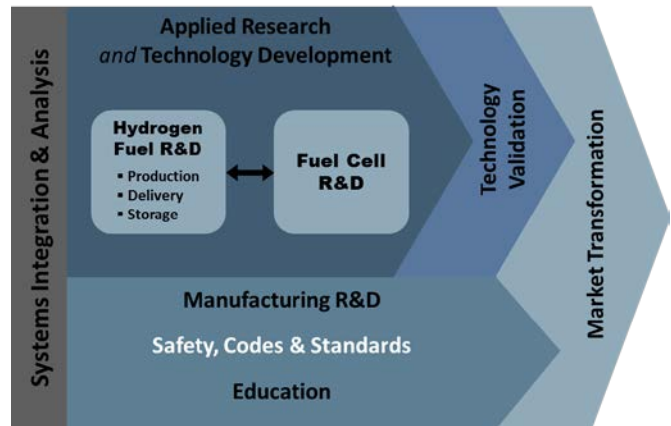 Systems Integration & Analysis
Applied Research
and Technology Development
Hydrogen
Fuel R&D
▪ Production
▪ Delivery
▪ Storage
Fuel Cell
R&D
Technology
Validation
Market Transformation
Manufacturing R&D
Safety, Codes & Standards
Education